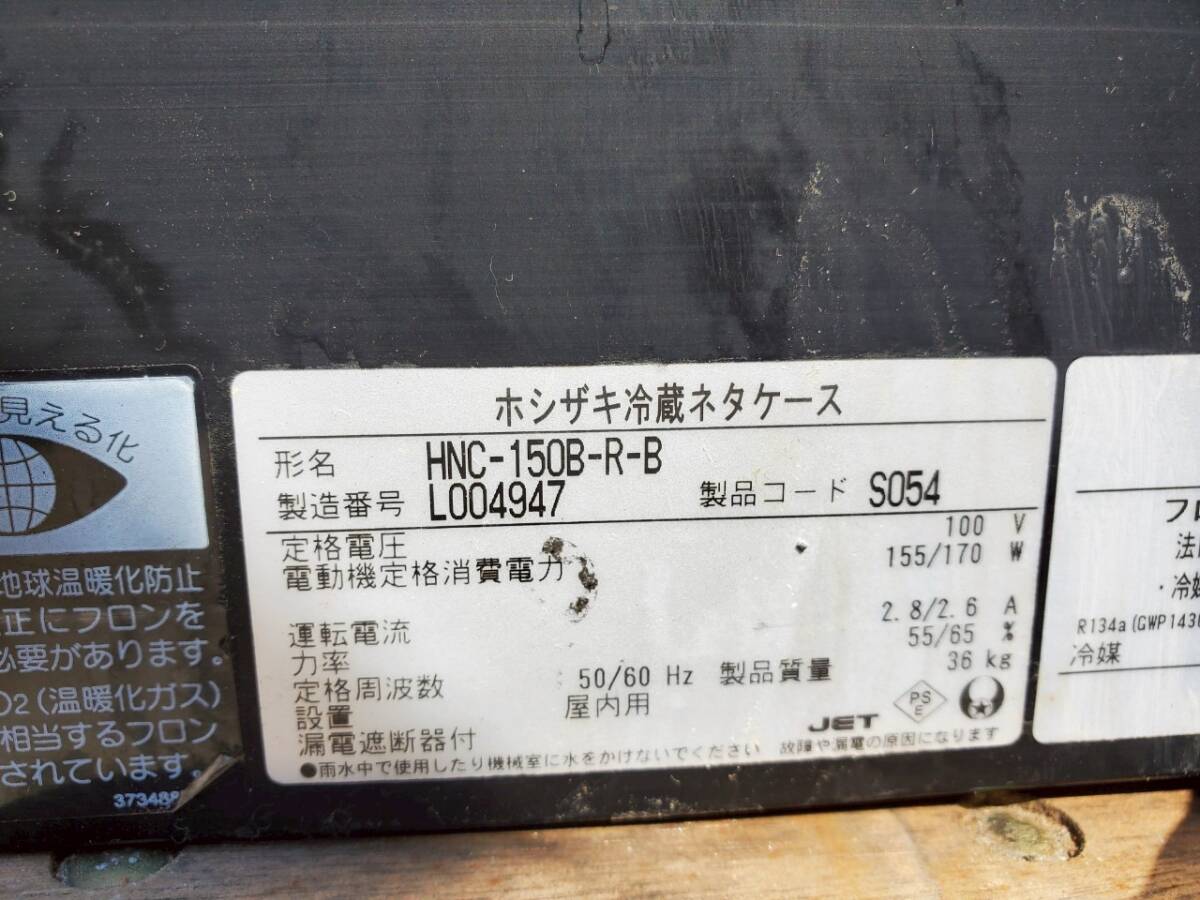 見える化
地球温暖化防止
正にフロンを
必要があります。
O2(温暖化ガス)
相当するフロン
されています。
373488
ホシザキ冷蔵ネタケース
形名 HNC-150B-R-B
製造番号 L004947 製品コード S054
定格電圧 100 V
電動機定格消費電力 155/170 W
運転電流 2.8/2.6 A
力率 55/65 %
定格周波数 50/60 Hz 製品質量 36 kg
設置 屋内用
漏電遮断器付 JET PSE
●雨水中で使用したり機械室に水をかけないでください 故障や漏電の原因になります
フロ
・冷媒
R134a (GWP1430
冷媒